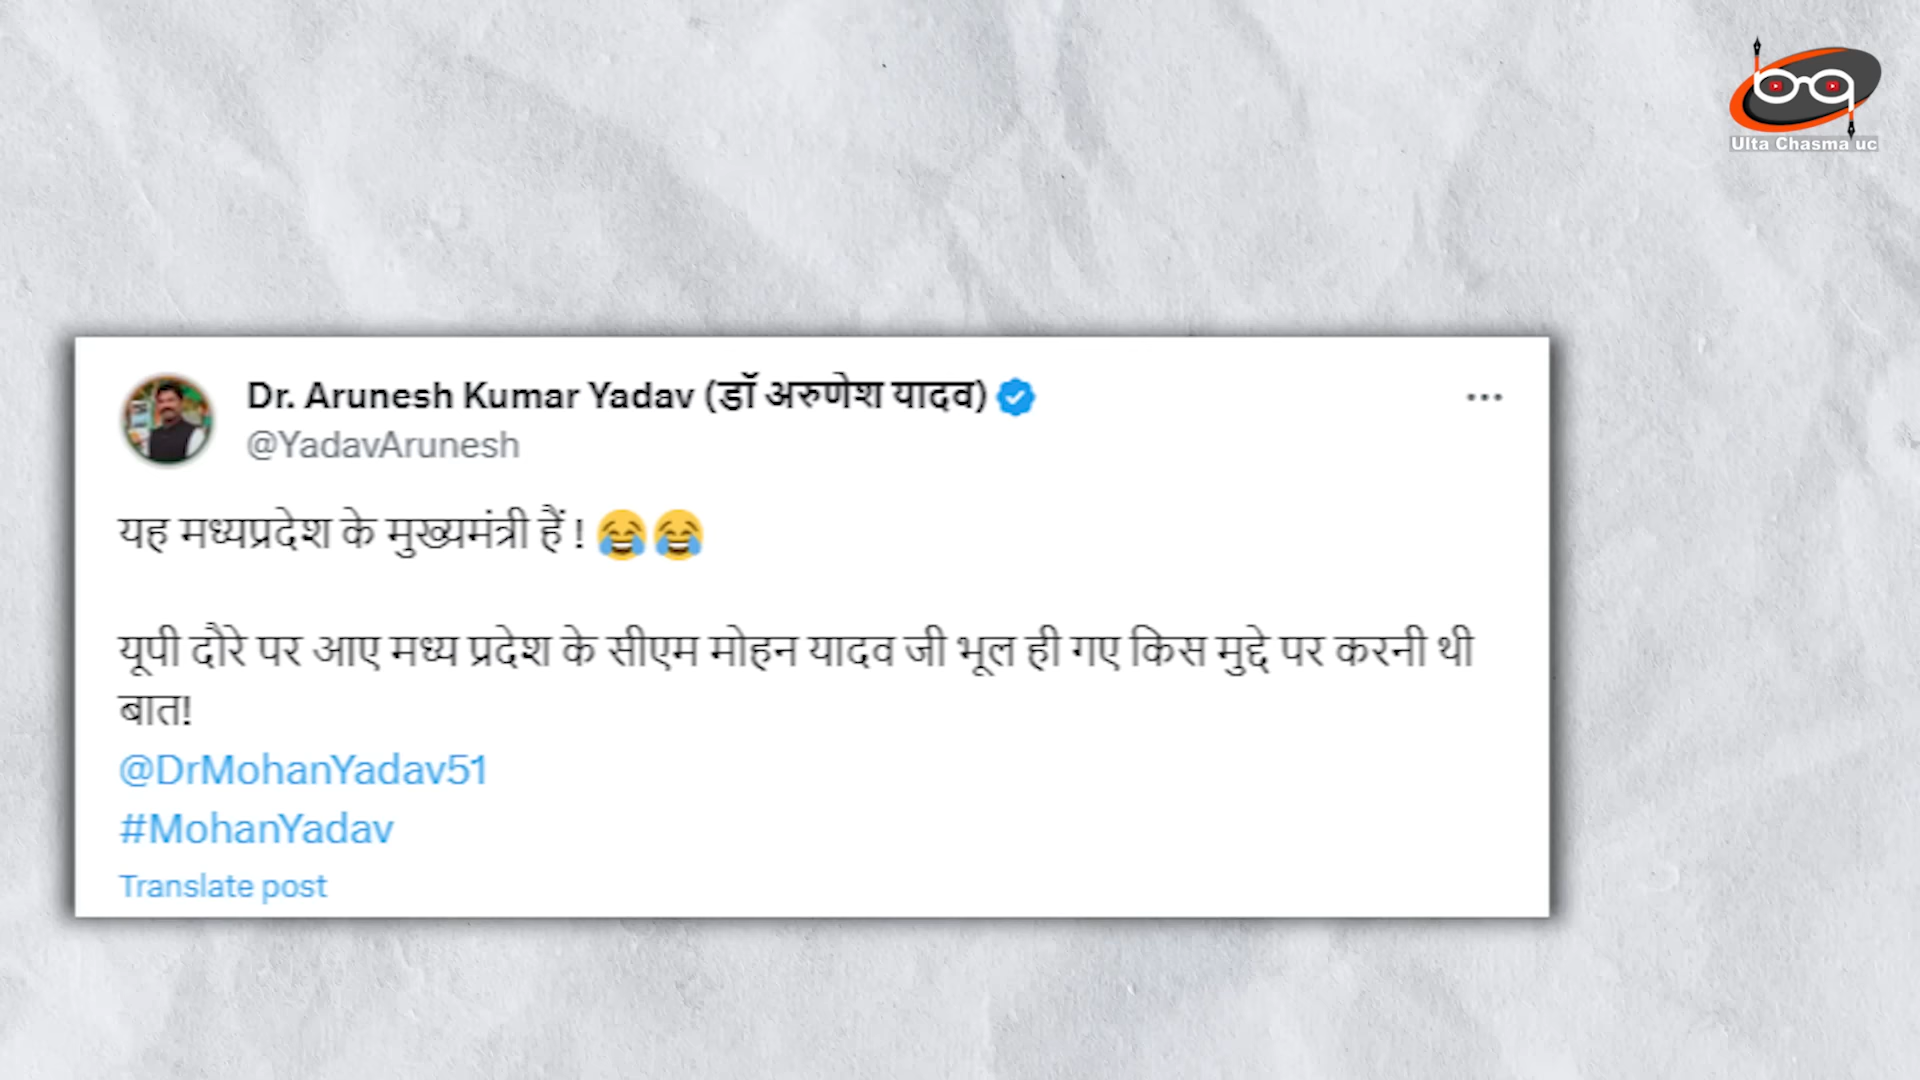 Ulta Chasma uc
Dr. Arunesh Kumar Yadav (डॉ अरुणेश यादव)
@YadavArunesh
यह मध्यप्रदेश के मुख्यमंत्री हैं ! 😂😂
यूपी दौरे पर आए मध्य प्रदेश के सीएम मोहन यादव जी भूल ही गए किस मुद्दे पर करनी थी
बात!
@DrMohanYadav51
#MohanYadav
Translate post